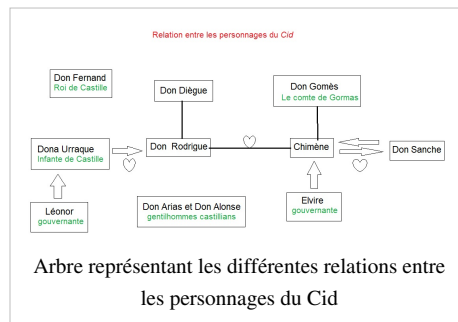 Relation entre les personnages du Cid
Don Fernand
Roi de Castille
Don Diègue
Don Gomès
Le comte de Gormas
Dona Urraque
Infante de Castille
Don Rodrigue
Chimène
Don Sanche
Léonor
gouvernante
Don Arias et Don Alonse
gentilhommes castillians
Elvire
gouvernante
Arbre représentant les différentes relations entre
les personnages du Cid